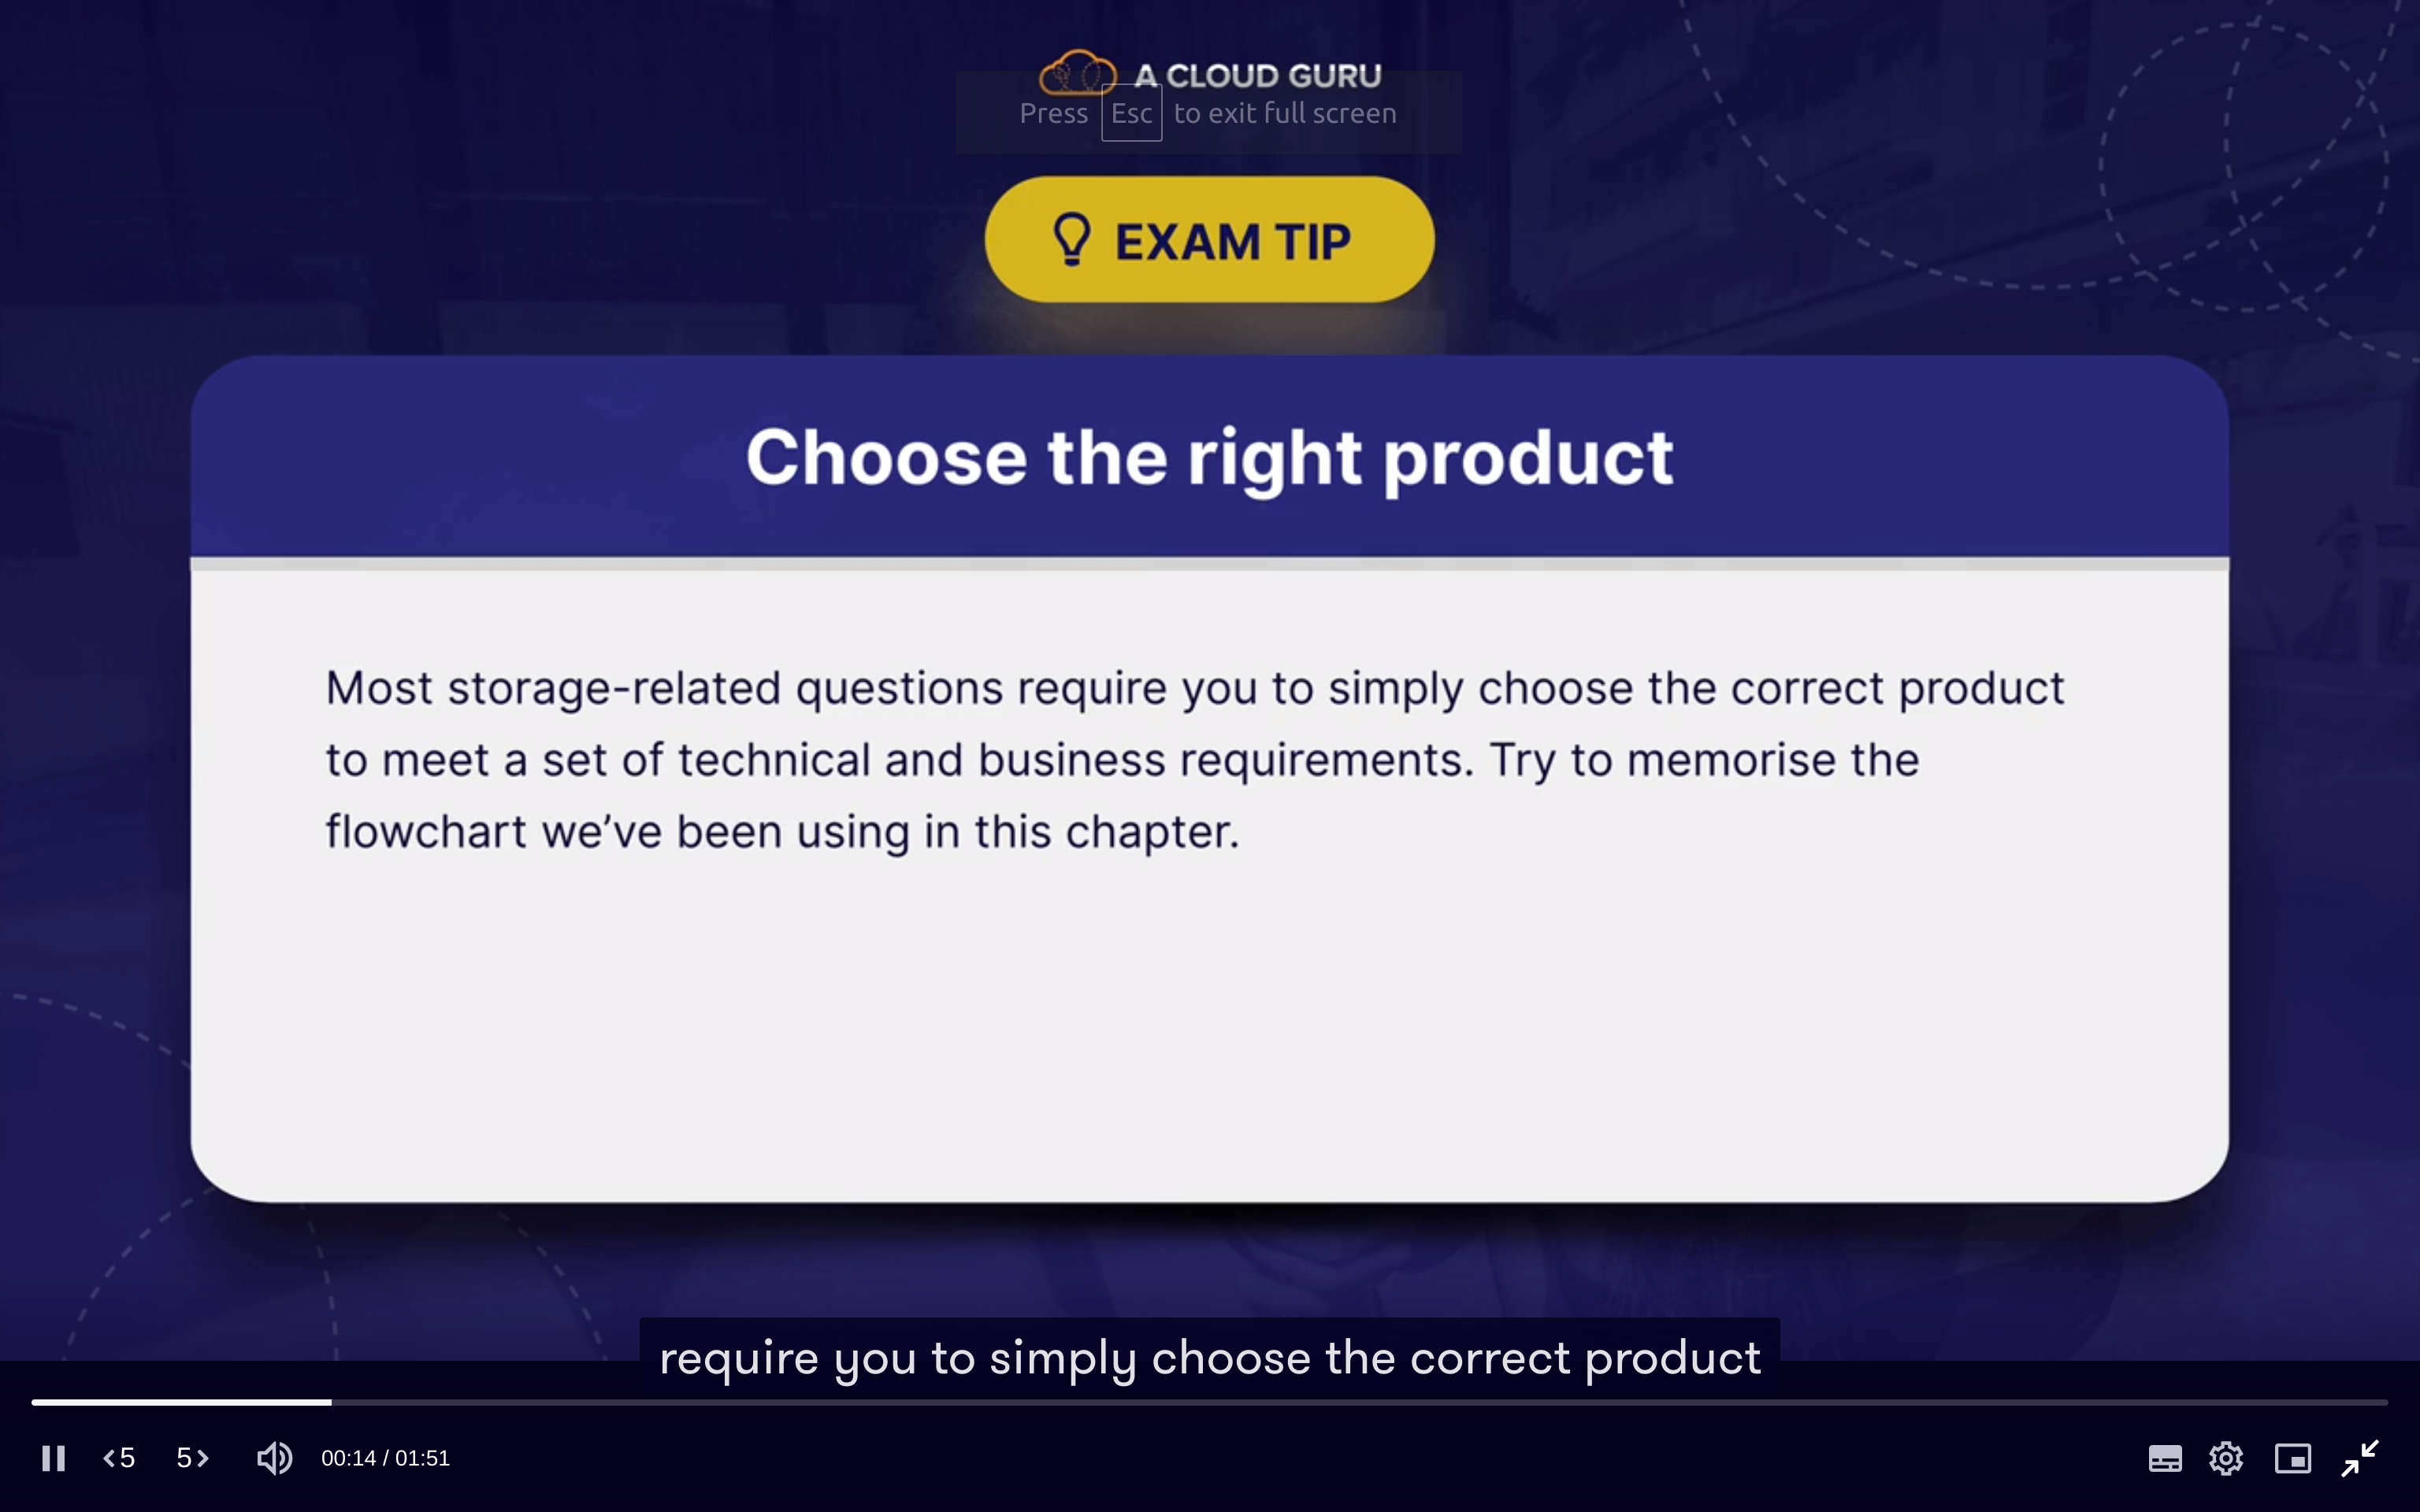 A CLOUD GURU
Press Esc to exit full screen
EXAM TIP
Choose the right product
Most storage-related questions require you to simply choose the correct product
to meet a set of technical and business requirements. Try to memorise the
flowchart we’ve been using in this chapter.
require you to simply choose the correct product
<5 5> 00:14 / 01:51